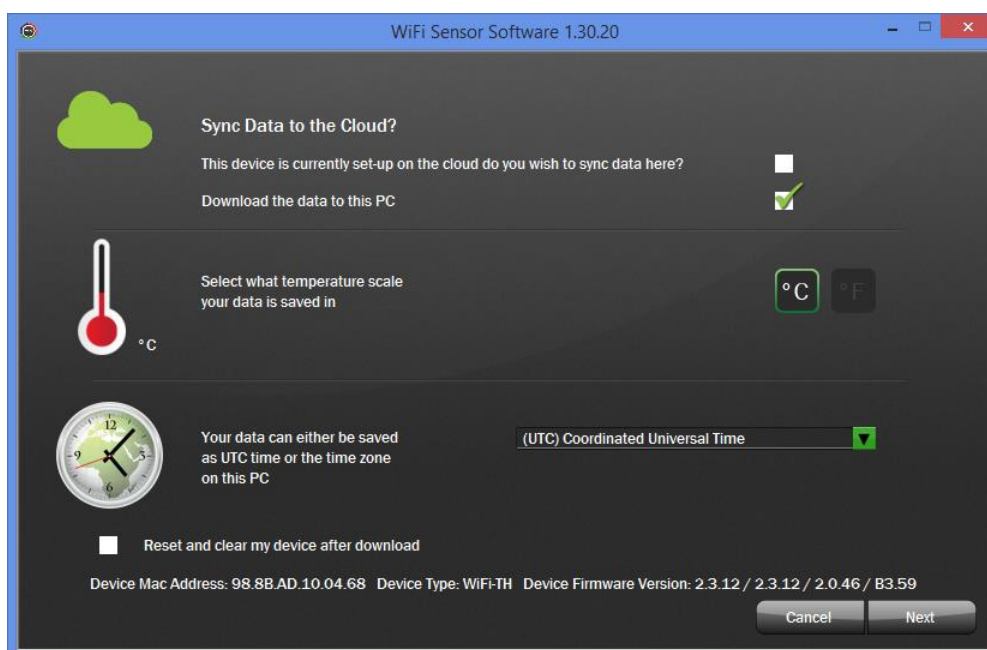 WiFi Sensor Software 1.30.20
Sync Data to the Cloud?
This device is currently set-up on the cloud do you wish to sync data here?
Download the data to this PC
Select what temperature scale
your data is saved in
°C °F
°C
12
9 3
6
Your data can either be saved
as UTC time or the time zone
on this PC
(UTC) Coordinated Universal Time
Reset and clear my device after download
Device Mac Address: 98.8B.AD.10.04.68 Device Type: WiFi-TH Device Firmware Version: 2.3.12 / 2.3.12 / 2.0.46 / B3.59
Cancel Next